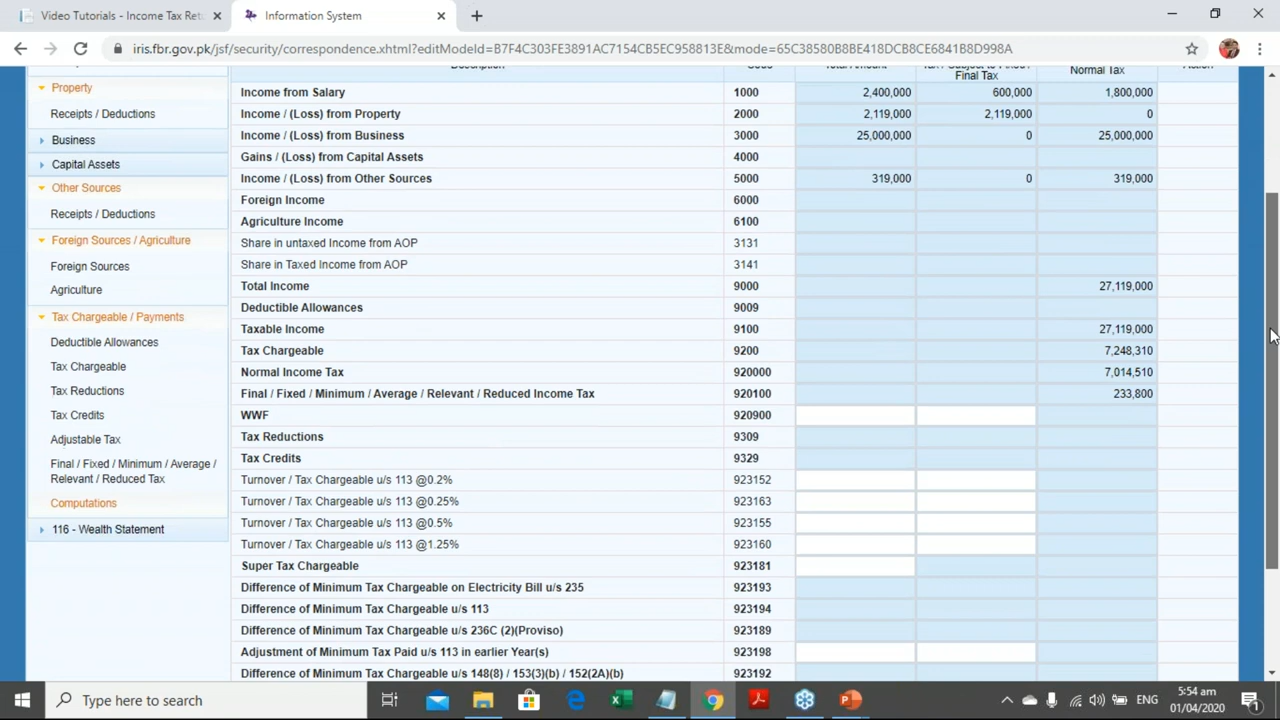 Video Tutorials - Income Tax Retu
Information System
iris.fbr.gov.pk/jsf/security/correspondence.xhtml?editModeId=B7F4C303FE3891AC7154CB5EC958813E&mode=65C38580B8BE418DCB8CE6841B8D998A
Description Code Total Amount Final Tax Normal Tax Action
Income from Salary 1000 2,400,000 600,000 1,800,000
Income / (Loss) from Property 2000 2,119,000 2,119,000 0
Income / (Loss) from Business 3000 25,000,000 0 25,000,000
Gains / (Loss) from Capital Assets 4000
Income / (Loss) from Other Sources 5000 319,000 0 319,000
Foreign Income 6000
Agriculture Income 6100
Share in untaxed Income from AOP 3131
Share in Taxed Income from AOP 3141
Total Income 9000 27,119,000
Deductible Allowances 9009
Taxable Income 9100 27,119,000
Tax Chargeable 9200 7,248,310
Normal Income Tax 920000 7,014,510
Final / Fixed / Minimum / Average / Relevant / Reduced Income Tax 920100 233,800
WWF 920900
Tax Reductions 9309
Tax Credits 9329
Turnover / Tax Chargeable u/s 113 @0.2% 923152
Turnover / Tax Chargeable u/s 113 @0.25% 923163
Turnover / Tax Chargeable u/s 113 @0.5% 923155
Turnover / Tax Chargeable u/s 113 @1.25% 923160
Super Tax Chargeable 923181
Difference of Minimum Tax Chargeable on Electricity Bill u/s 235 923193
Difference of Minimum Tax Chargeable u/s 113 923194
Difference of Minimum Tax Chargeable u/s 236C (2)(Proviso) 923189
Adjustment of Minimum Tax Paid u/s 113 in earlier Year(s) 923198
Difference of Minimum Tax Chargeable u/s 148(8) / 153(3)(b) / 152(2A)(b) 923192
Property
Receipts / Deductions
Business
Capital Assets
Other Sources
Receipts / Deductions
Foreign Sources / Agriculture
Foreign Sources
Agriculture
Tax Chargeable / Payments
Deductible Allowances
Tax Chargeable
Tax Reductions
Tax Credits
Adjustable Tax
Final / Fixed / Minimum / Average /
Relevant / Reduced Tax
Computations
116 - Wealth Statement
Type here to search
ENG
5:54 am
01/04/2020